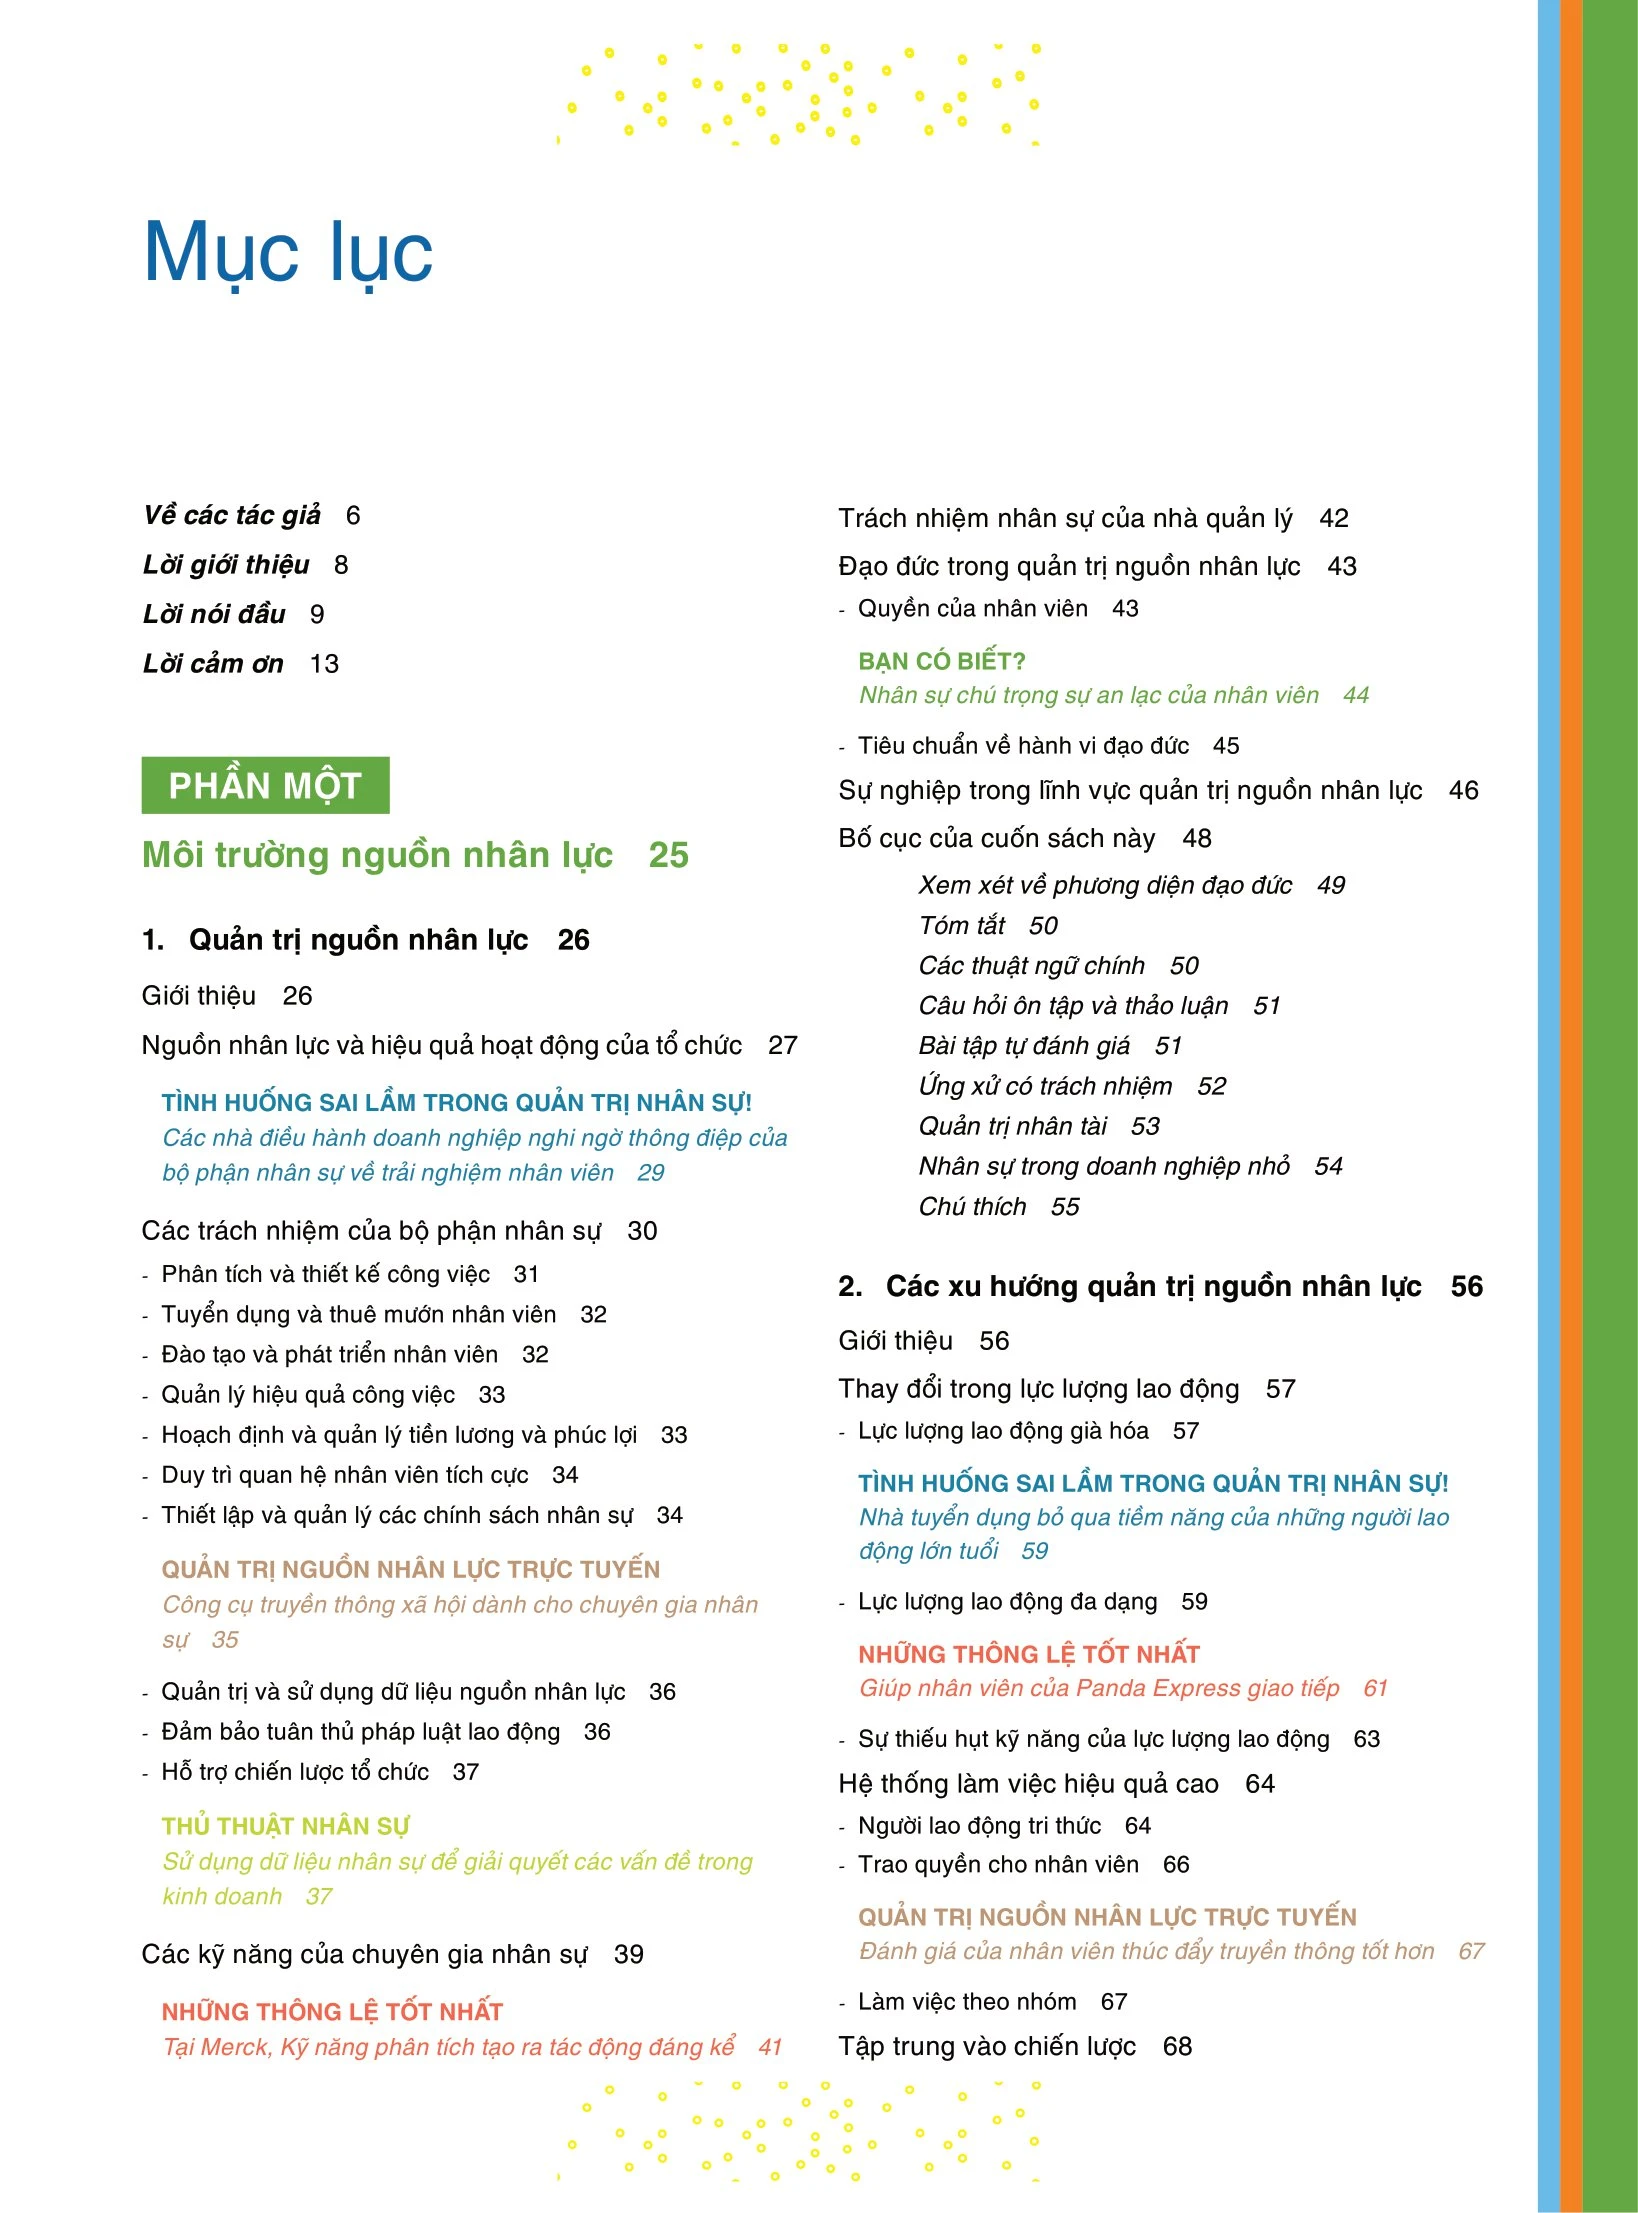 Mục lục
Về các tác giả 6
Lời giới thiệu 8
Lời nói đầu 9
Lời cảm ơn 13
PHẦN MỘT
Môi trường nguồn nhân lực 25
1. Quản trị nguồn nhân lực 26
Giới thiệu 26
Nguồn nhân lực và hiệu quả hoạt động của tổ chức 27
TÌNH HUỐNG SAI LẦM TRONG QUẢN TRỊ NHÂN SỰ!
Các nhà điều hành doanh nghiệp nghi ngờ thông điệp của
bộ phận nhân sự về trải nghiệm nhân viên 29
Các trách nhiệm của bộ phận nhân sự 30
- Phân tích và thiết kế công việc 31
- Tuyển dụng và thuê mướn nhân viên 32
- Đào tạo và phát triển nhân viên 32
- Quản lý hiệu quả công việc 33
- Hoạch định và quản lý tiền lương và phúc lợi 33
- Duy trì quan hệ nhân viên tích cực 34
- Thiết lập và quản lý các chính sách nhân sự 34
QUẢN TRỊ NGUỒN NHÂN LỰC TRỰC TUYẾN
Công cụ truyền thông xã hội dành cho chuyên gia nhân
sự 35
- Quản trị và sử dụng dữ liệu nguồn nhân lực 36
- Đảm bảo tuân thủ pháp luật lao động 36
- Hỗ trợ chiến lược tổ chức 37
THỦ THUẬT NHÂN SỰ
Sử dụng dữ liệu nhân sự để giải quyết các vấn đề trong
kinh doanh 37
Các kỹ năng của chuyên gia nhân sự 39
NHỮNG THÔNG LỆ TỐT NHẤT
Tại Merck, Kỹ năng phân tích tạo ra tác động đáng kể 41
Trách nhiệm nhân sự của nhà quản lý 42
Đạo đức trong quản trị nguồn nhân lực 43
- Quyền của nhân viên 43
BẠN CÓ BIẾT?
Nhân sự chú trọng sự an lạc của nhân viên 44
- Tiêu chuẩn về hành vi đạo đức 45
Sự nghiệp trong lĩnh vực quản trị nguồn nhân lực 46
Bố cục của cuốn sách này 48
Xem xét về phương diện đạo đức 49
Tóm tắt 50
Các thuật ngữ chính 50
Câu hỏi ôn tập và thảo luận 51
Bài tập tự đánh giá 51
Ứng xử có trách nhiệm 52
Quản trị nhân tài 53
Nhân sự trong doanh nghiệp nhỏ 54
Chú thích 55
2. Các xu hướng quản trị nguồn nhân lực 56
Giới thiệu 56
Thay đổi trong lực lượng lao động 57
- Lực lượng lao động già hóa 57
TÌNH HUỐNG SAI LẦM TRONG QUẢN TRỊ NHÂN SỰ!
Nhà tuyển dụng bỏ qua tiềm năng của những người lao
động lớn tuổi 59
- Lực lượng lao động đa dạng 59
NHỮNG THÔNG LỆ TỐT NHẤT
Giúp nhân viên của Panda Express giao tiếp 61
- Sự thiếu hụt kỹ năng của lực lượng lao động 63
Hệ thống làm việc hiệu quả cao 64
- Người lao động tri thức 64
- Trao quyền cho nhân viên 66
QUẢN TRỊ NGUỒN NHÂN LỰC TRỰC TUYẾN
Đánh giá của nhân viên thúc đẩy truyền thông tốt hơn 67
- Làm việc theo nhóm 67
Tập trung vào chiến lược 68